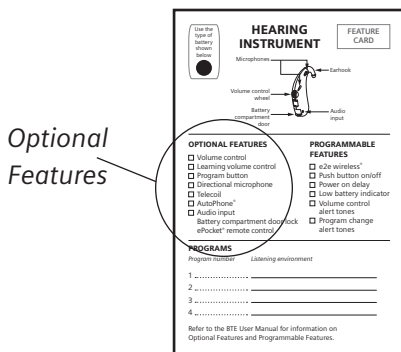 Optional
Features
Use the
type of
battery
shown
below
HEARING
INSTRUMENT
FEATURE
CARD
Microphones
Earhook
Volume control
wheel
Battery
compartment
door
Audio
input
OPTIONAL FEATURES
Volume control
Learning volume control
Program button
Directional microphone
Telecoil
AutoPhone®
Audio input
Battery compartment door lock
ePocket® remote control
PROGRAMMABLE
FEATURES
e2e wireless®
Push button on/off
Power on delay
Low battery indicator
Volume control
alert tones
Program change
alert tones
PROGRAMS
Program number Listening environment
1
2
3
4
Refer to the BTE User Manual for information on
Optional Features and Programmable Features.